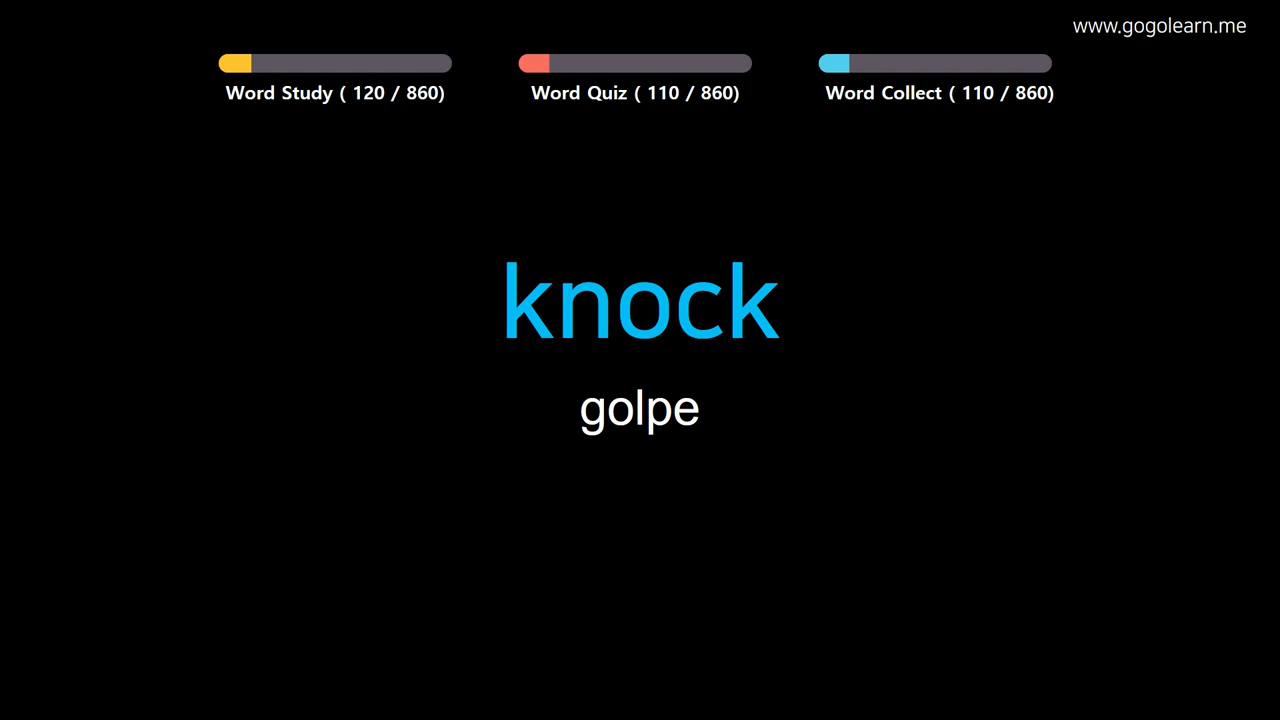 www.gogolearn.me
Word Study ( 120 / 860)
Word Quiz ( 110 / 860)
Word Collect ( 110 / 860)
knock
golpe